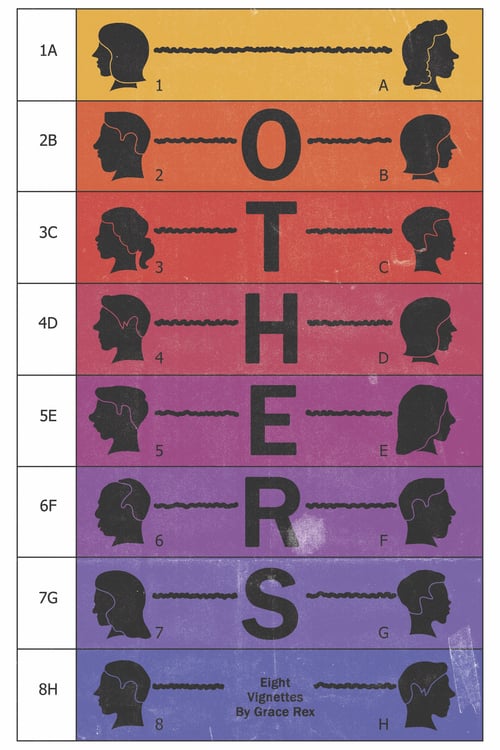 1A 1 A
2B 2 O B
3C 3 T C
4D 4 H D
5E 5 E E
6F 6 R F
7G 7 S G
8H 8 Eight H
Vignettes
By Grace Rex